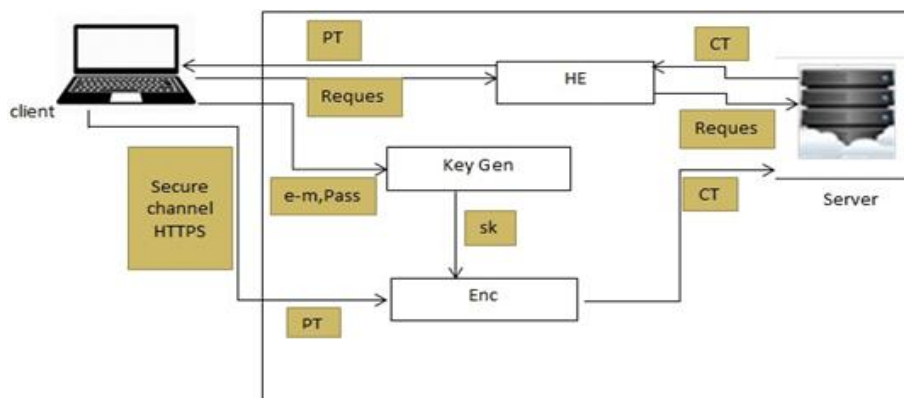 PT
CT
HE
client
Reques
Reques
Key Gen
Secure
channel
HTTPS
e-m,Pass
CT
Server
sk
Enc
PT